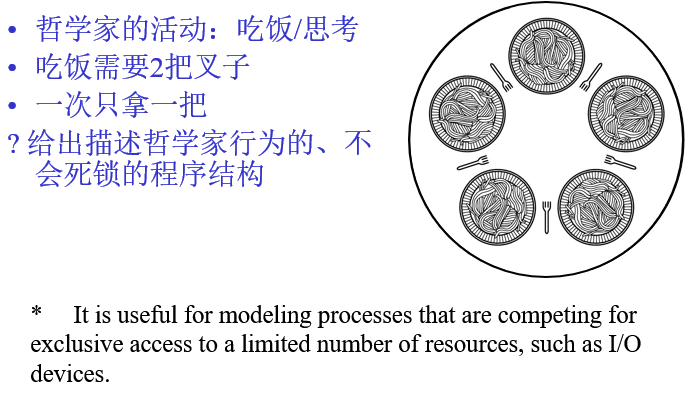 • 哲学家的活动：吃饭/思考
• 吃饭需要2把叉子
• 一次只拿一把
? 给出描述哲学家行为的、不
会死锁的程序结构
* It is useful for modeling processes that are competing for
exclusive access to a limited number of resources, such as I/O
devices.